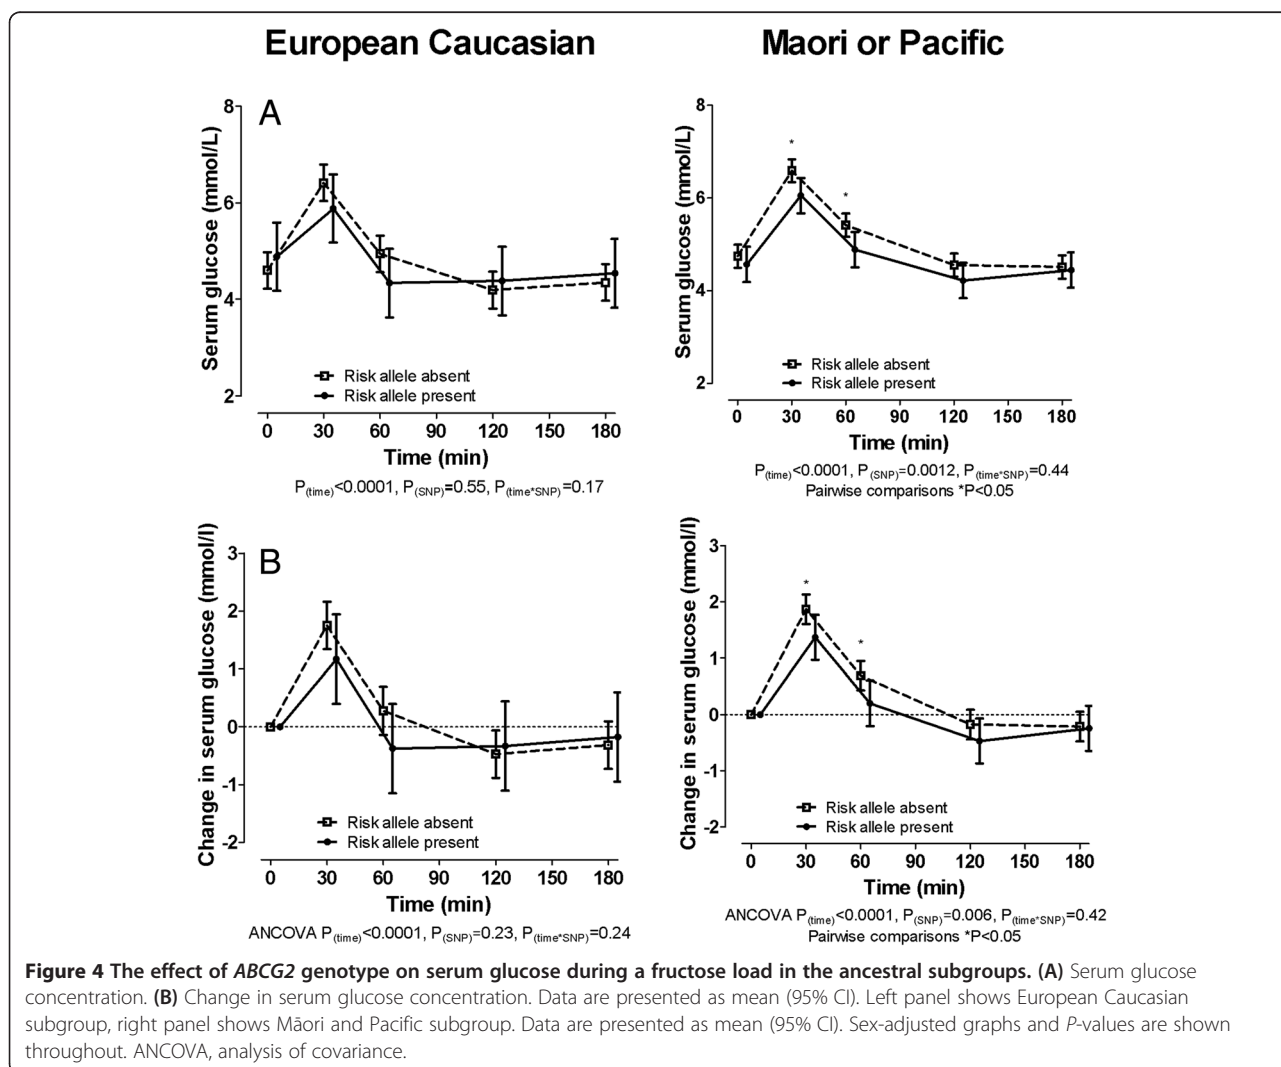 European Caucasian
Maori or Pacific
A
Serum glucose (mmol/L)
8
6
4
2
Risk allele absent
Risk allele present
0 30 60 90 120 150 180
Time (min)
P(time)<0.0001, P(SNP)=0.55, P(time*SNP)=0.17
Serum glucose (mmol/L)
8
6
4
2
*
*
Risk allele absent
Risk allele present
0 30 60 90 120 150 180
Time (min)
P(time)<0.0001, P(SNP)=0.0012, P(time*SNP)=0.44
Pairwise comparisons *P<0.05
B
Change in serum glucose (mmol/l)
3
2
1
0
-1
-2
Risk allele absent
Risk allele present
0 30 60 90 120 150 180
Time (min)
ANCOVA P(time)<0.0001, P(SNP)=0.23, P(time*SNP)=0.24
Change in serum glucose (mmol/l)
3
2
1
0
-1
-2
*
*
Risk allele absent
Risk allele present
0 30 60 90 120 150 180
Time (min)
ANCOVA P(time)<0.0001, P(SNP)=0.006, P(time*SNP)=0.42
Pairwise comparisons *P<0.05
Figure 4 The effect of ABCG2 genotype on serum glucose during a fructose load in the ancestral subgroups. (A) Serum glucose
concentration. (B) Change in serum glucose concentration. Data are presented as mean (95% CI). Left panel shows European Caucasian
subgroup, right panel shows Māori and Pacific subgroup. Data are presented as mean (95% CI). Sex-adjusted graphs and P-values are shown
throughout. ANCOVA, analysis of covariance.